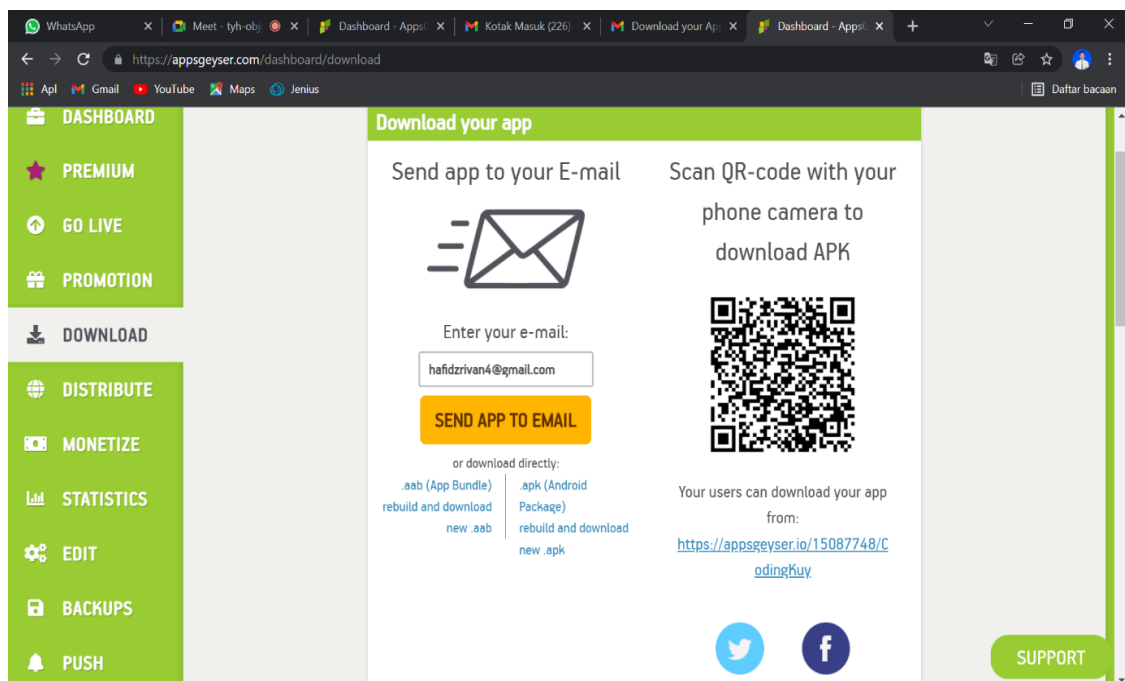 WhatsApp
Meet - tyh-obj
Dashboard - Apps
Kotak Masuk (226)
Download your Ap
Dashboard - Apps
https://appsgeyser.com/dashboard/download
Apl
Gmail
YouTube
Maps
Jenius
Daftar bacaan
DASHBOARD
PREMIUM
GO LIVE
PROMOTION
DOWNLOAD
DISTRIBUTE
MONETIZE
STATISTICS
EDIT
BACKUPS
PUSH
Download your app
Send app to your E-mail
Enter your e-mail:
hafidzrivan4@gmail.com
SEND APP TO EMAIL
or download directly:
.aab (App Bundle)
rebuild and download
new .aab
.apk (Android
Package)
rebuild and download
new .apk
Scan QR-code with your
phone camera to
download APK
Your users can download your app
from:
https://appsgeyser.io/15087748/C
odingKuy
SUPPORT